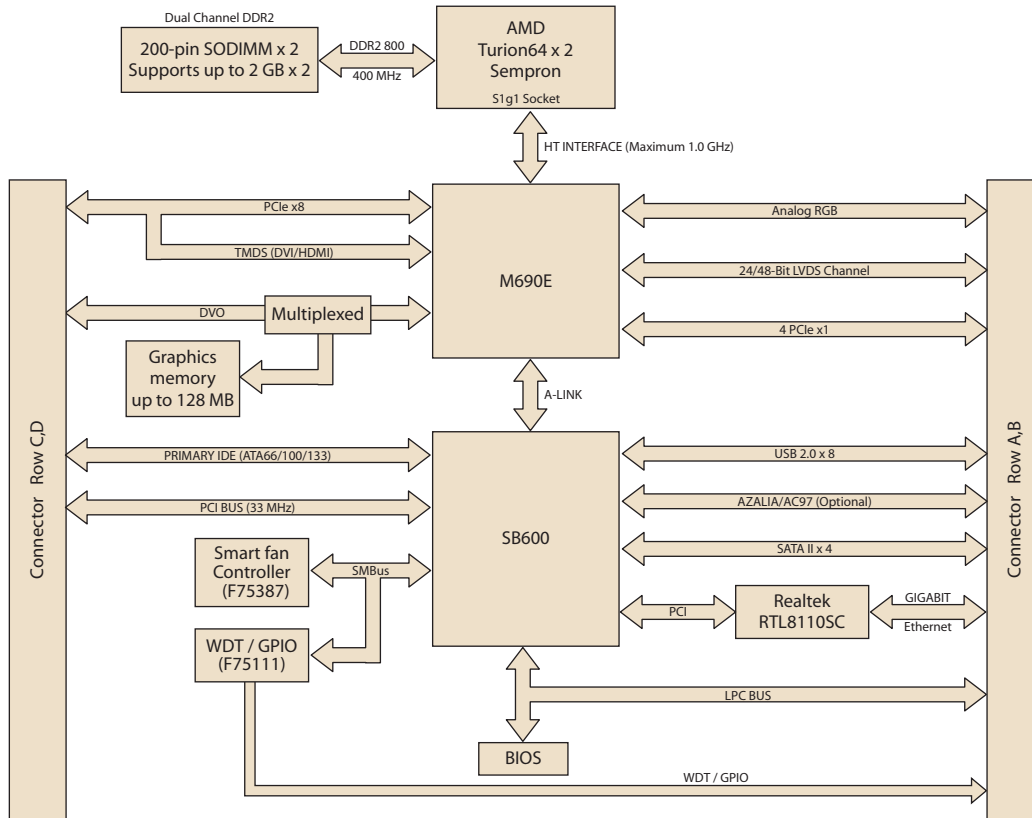 Dual Channel DDR2
200-pin SODIMM x 2
Supports up to 2 GB x 2
DDR2 800
400 MHz
AMD
Turion64 x 2
Sempron
S1g1 Socket
HT INTERFACE (Maximum 1.0 GHz)
Connector Row C,D
PCIe x8
TMDS (DVI/HDMI)
DVO
Multiplexed
Graphics
memory
up to 128 MB
M690E
Analog RGB
24/48-Bit LVDS Channel
4 PCIe x1
A-LINK
PRIMARY IDE (ATA66/100/133)
PCI BUS (33 MHz)
Smart fan
Controller
(F75387)
SMBus
WDT / GPIO
(F75111)
SB600
USB 2.0 x 8
AZALIA/AC97 (Optional)
SATA II x 4
PCI
Realtek
RTL8110SC
GIGABIT
Ethernet
LPC BUS
BIOS
WDT / GPIO
Connector Row A,B